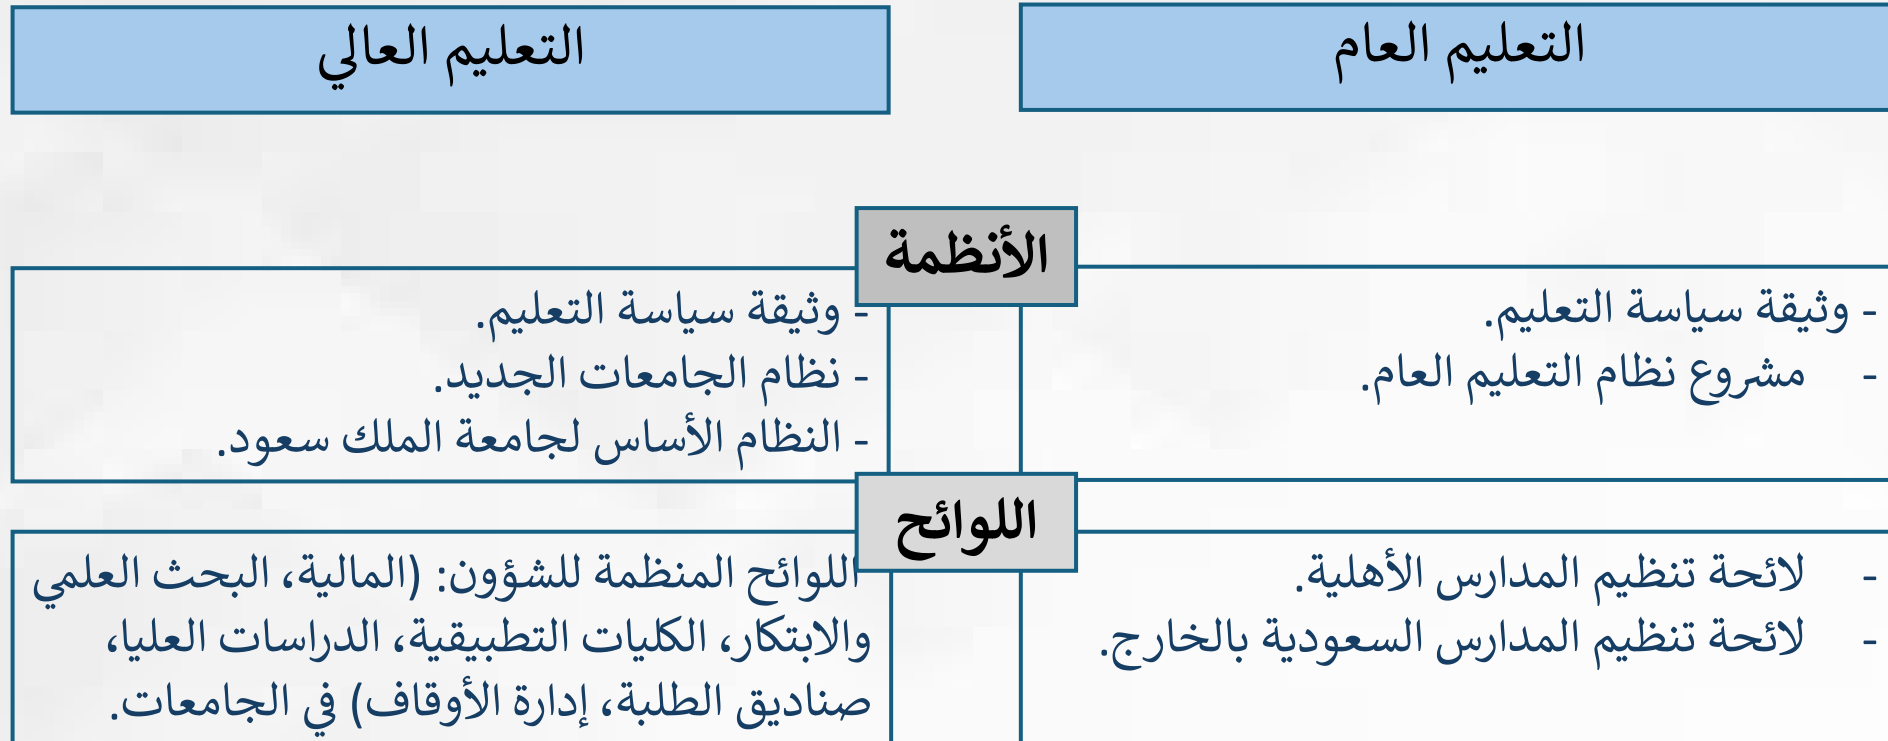 التعليم العام
التعليم العالي
الأنظمة
- وثيقة سياسة التعليم.
- مشروع نظام التعليم العام.
- وثيقة سياسة التعليم.
- نظام الجامعات الجديد.
- النظام الأساس لجامعة الملك سعود.
اللوائح
- لائحة تنظيم المدارس الأهلية.
- لائحة تنظيم المدارس السعودية بالخارج.
اللوائح المنظمة للشؤون: (المالية، البحث العلمي
والابتكار، الكليات التطبيقية، الدراسات العليا،
صناديق الطلبة، إدارة الأوقاف) في الجامعات.